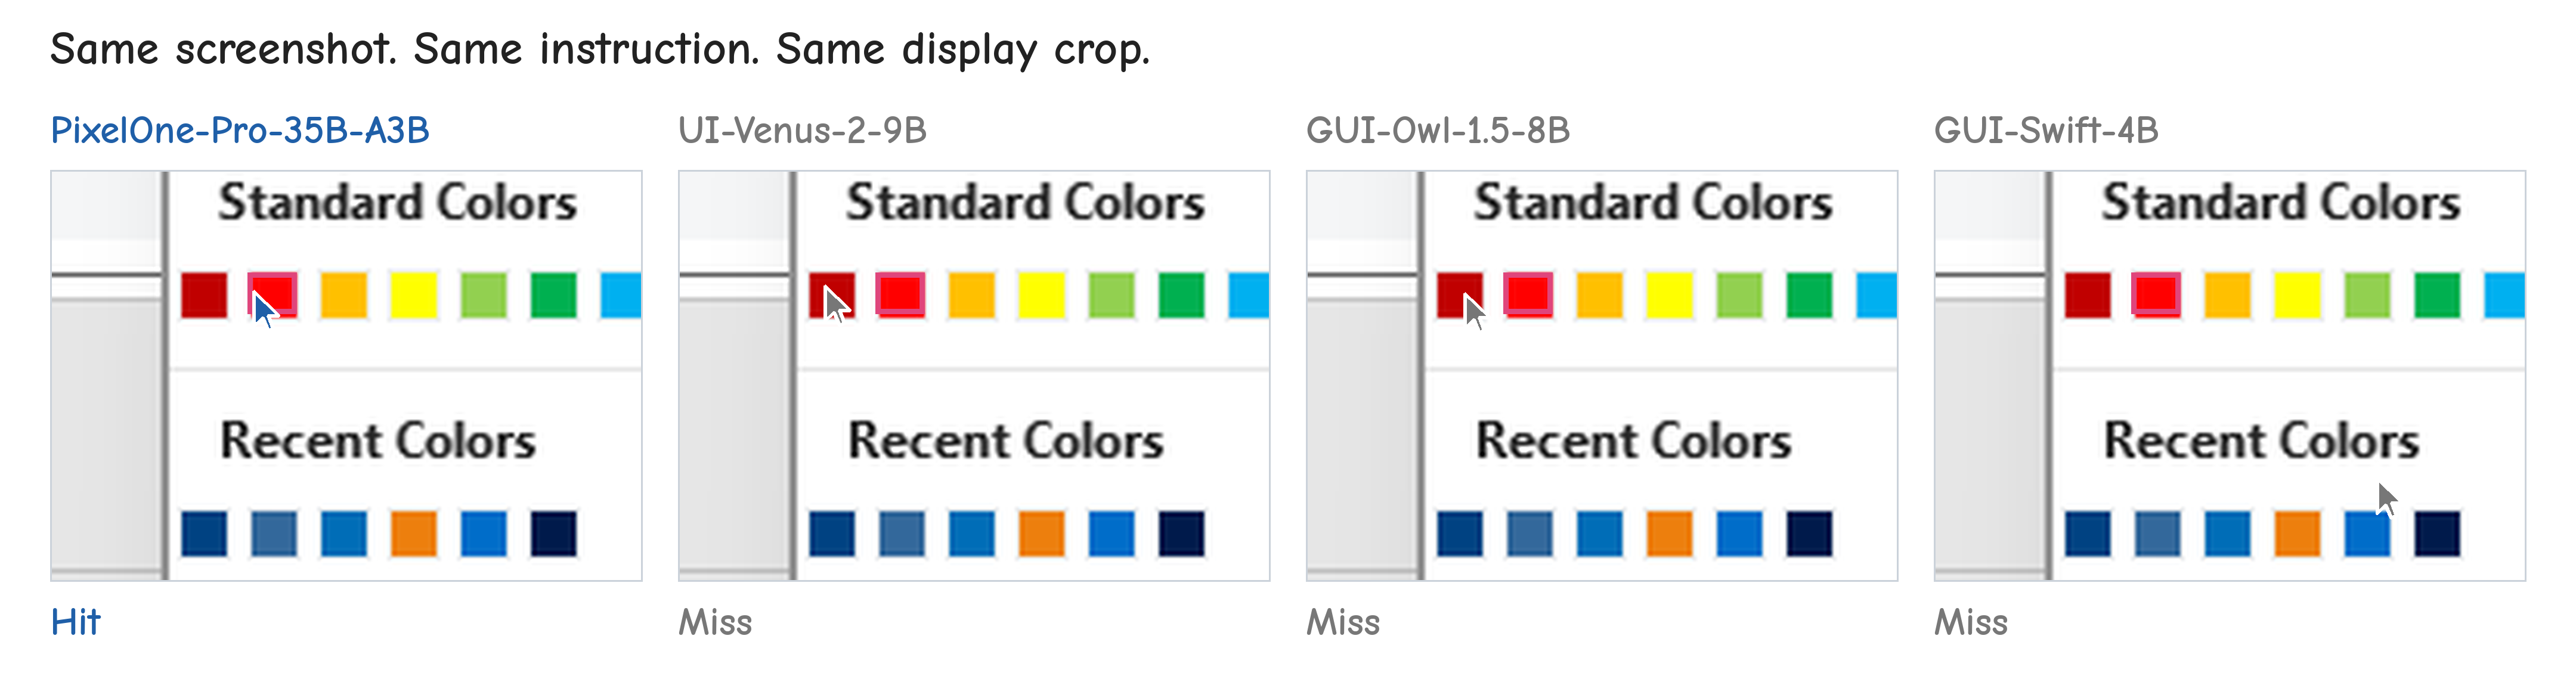 Same screenshot. Same instruction. Same display crop.
PixelOne-Pro-35B-A3B
Standard Colors
Recent Colors
Hit
UI-Venus-2-9B
Standard Colors
Recent Colors
Miss
GUI-Owl-1.5-8B
Standard Colors
Recent Colors
Miss
GUI-Swift-4B
Standard Colors
Recent Colors
Miss